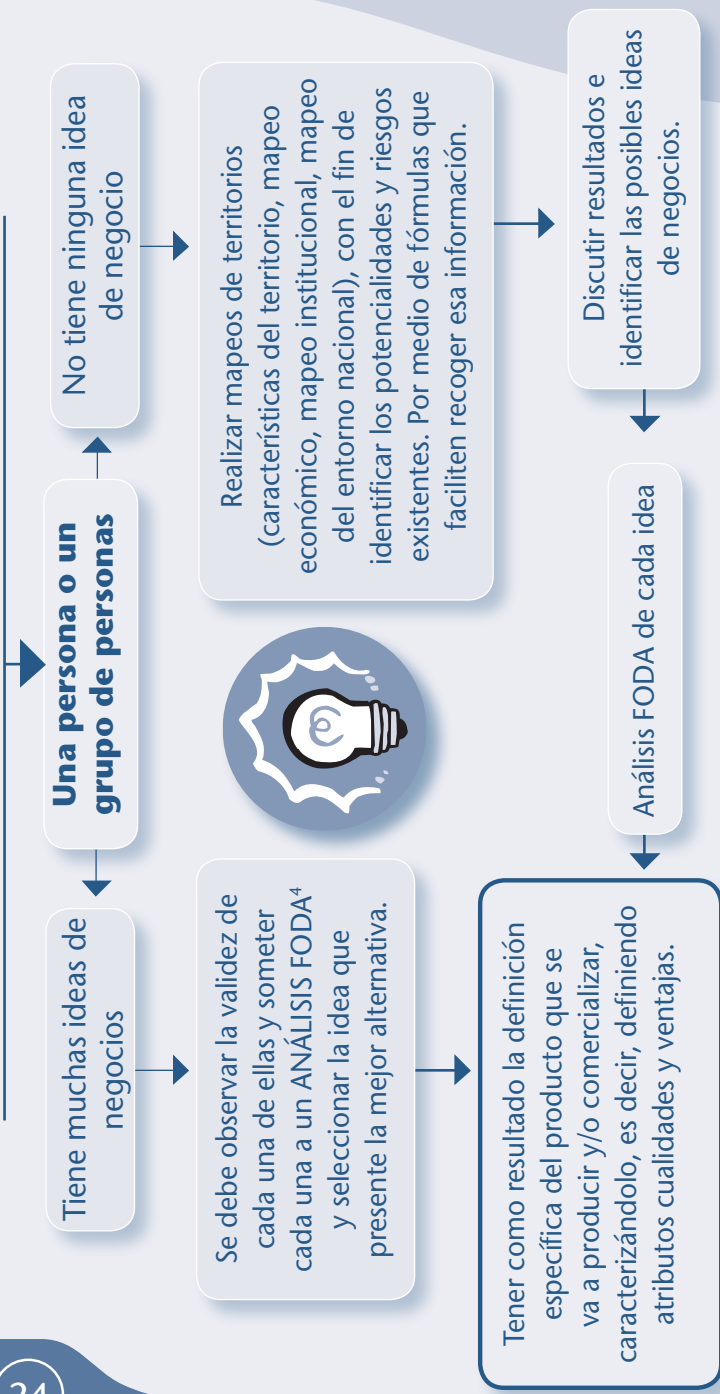 Una persona o un
grupo de personas
Tiene muchas ideas de
negocios
Se debe observar la validez de
cada una de ellas y someter
cada una a un ANÁLISIS FODA⁴
y seleccionar la idea que
presente la mejor alternativa.
No tiene ninguna idea
de negocio
Realizar mapeos de territorios
(características del territorio, mapeo
económico, mapeo institucional, mapeo
del entorno nacional), con el fin de
identificar los potencialidades y riesgos
existentes. Por medio de fórmulas que
faciliten recoger esa información.
Discutir resultados e
identificar las posibles ideas
de negocios.
Análisis FODA de cada idea
Tener como resultado la definición
específica del producto que se
va a producir y/o comercializar,
caracterizándolo, es decir, definiendo
atributos cualidades y ventajas.